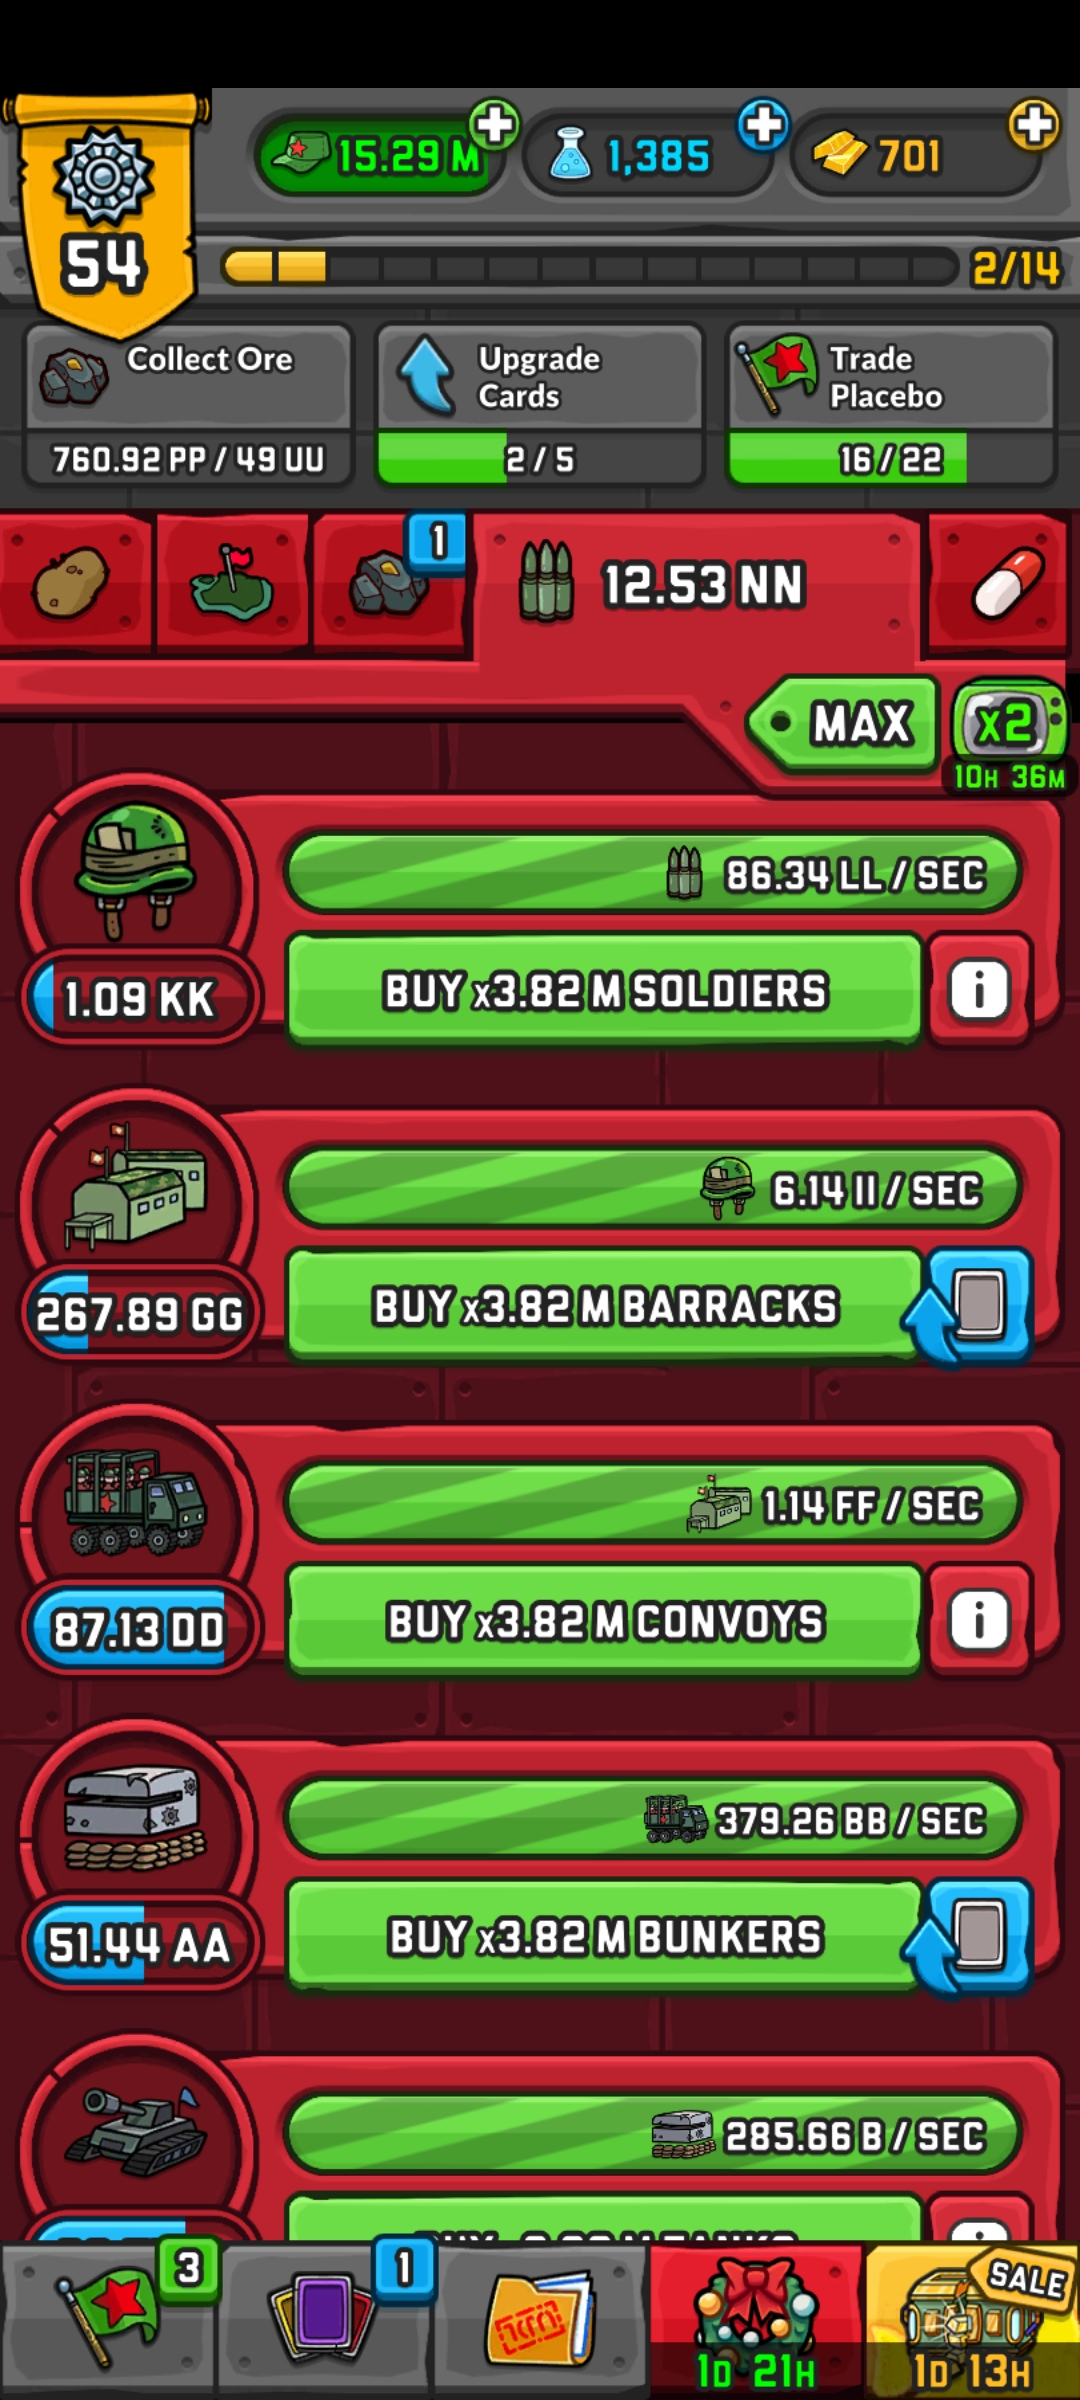 15.29 M
1,385
701
54
2/14
Collect Ore
760.92 PP / 49 UU
Upgrade
Cards
2 / 5
Trade
Placebo
16 / 22
1
12.53 NN
MAX
x2
10H 36M
86.34 LL / SEC
1.09 KK
BUY x3.82 M SOLDIERS
i
6.14 II / SEC
267.89 GG
BUY x3.82 M BARRACKS
1.14 FF / SEC
87.13 DD
BUY x3.82 M CONVOYS
i
379.26 BB / SEC
51.44 AA
BUY x3.82 M BUNKERS
285.66 B / SEC
3
1
SALE
1D 21H
1D 13H